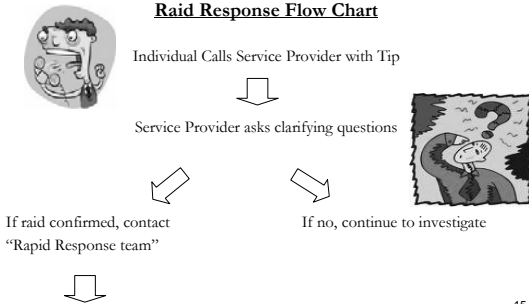 Raid Response Flow Chart
Individual Calls Service Provider with Tip
Service Provider asks clarifying questions
If raid confirmed, contact
“Rapid Response team”
If no, continue to investigate